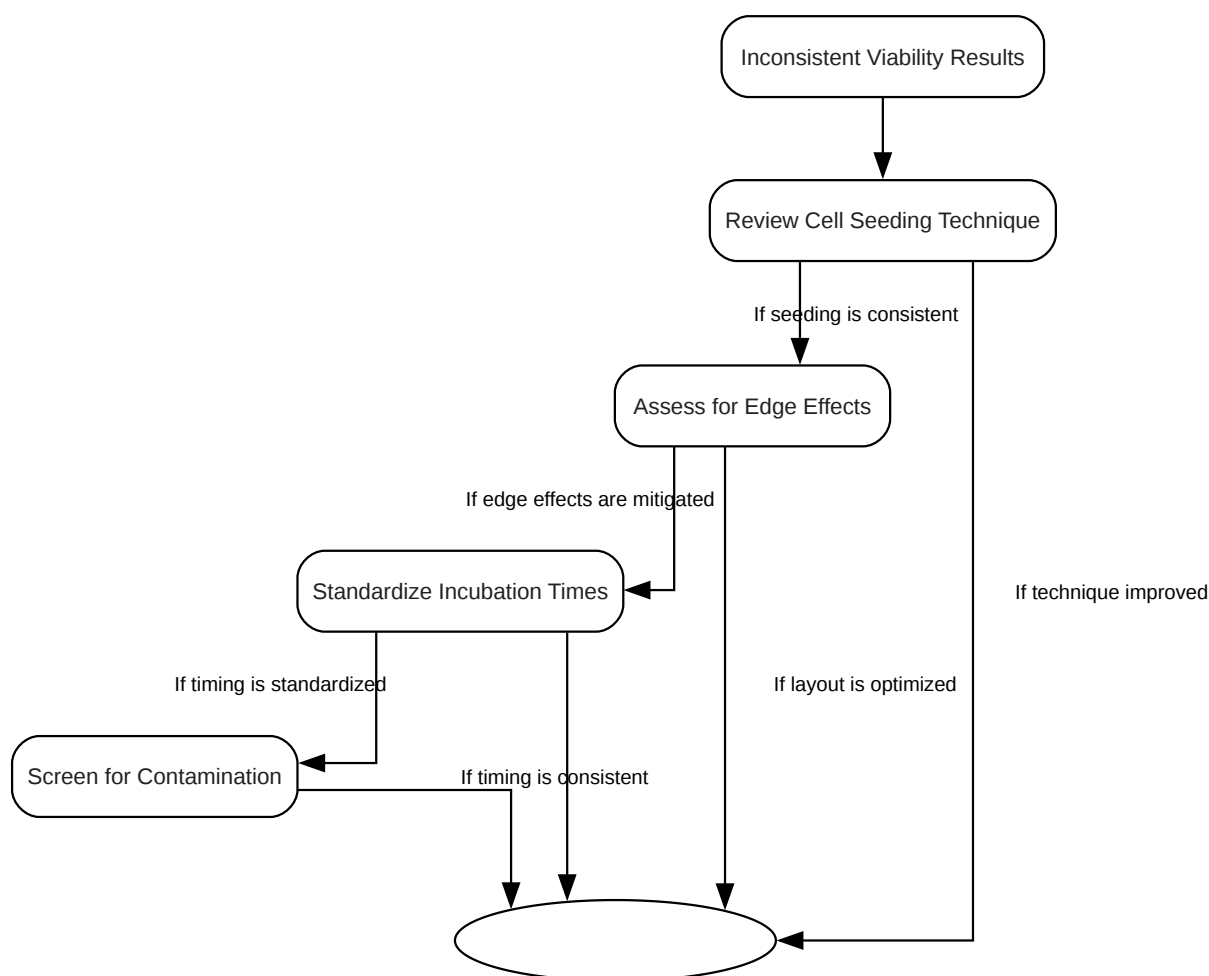 Inconsistent Viability Results
Review Cell Seeding Technique
If seeding is consistent
Assess for Edge Effects
If edge effects are mitigated
Standardize Incubation Times
If technique improved
If timing is standardized
If layout is optimized
Screen for Contamination
If timing is consistent